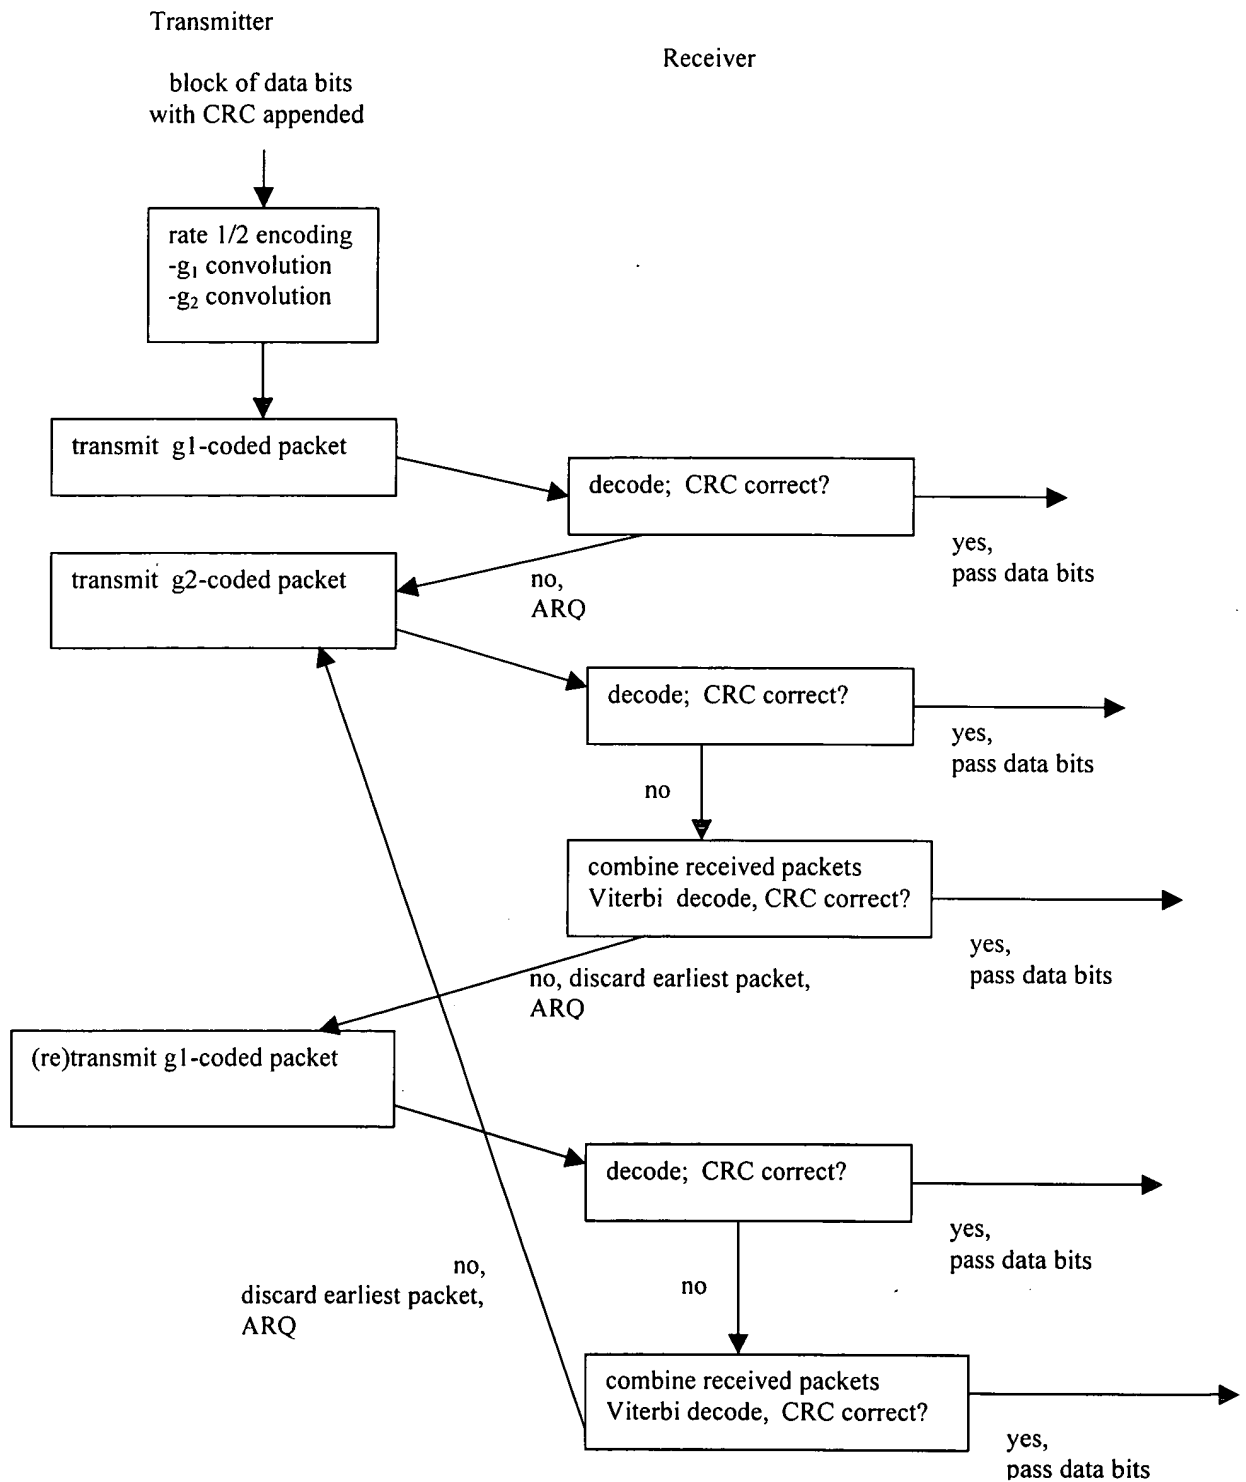 Transmitter
Receiver
block of data bits
with CRC appended
rate 1/2 encoding
-g₁ convolution
-g₂ convolution
transmit g1-coded packet
decode; CRC correct?
yes,
pass data bits
no,
ARQ
transmit g2-coded packet
decode; CRC correct?
yes,
pass data bits
no
combine received packets
Viterbi decode, CRC correct?
yes,
pass data bits
no, discard earliest packet,
ARQ
(re)transmit g1-coded packet
decode; CRC correct?
yes,
pass data bits
no
no,
discard earliest packet,
ARQ
combine received packets
Viterbi decode, CRC correct?
yes,
pass data bits